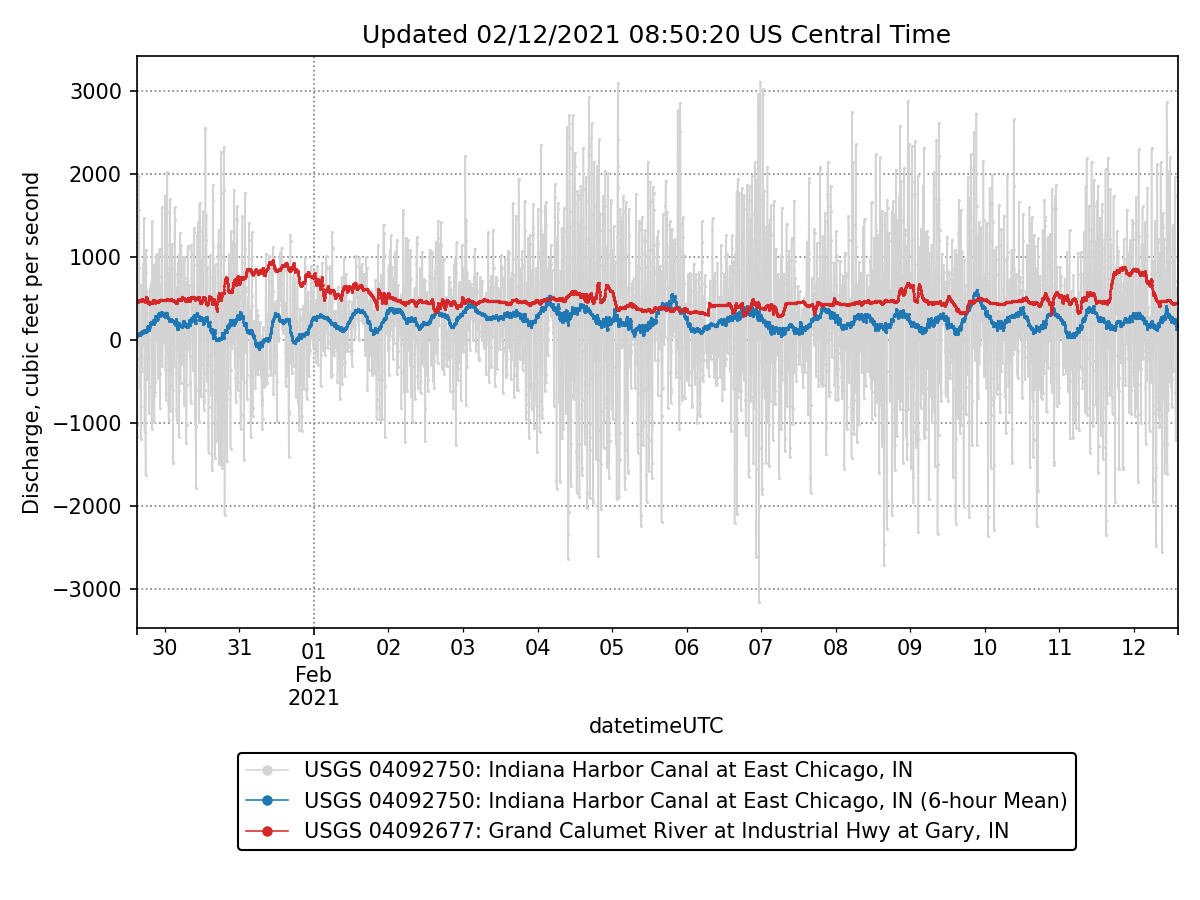 Updated 02/12/2021 08:50:20 US Central Time
Discharge, cubic feet per second
3000
2000
1000
0
−1000
−2000
−3000
30 31 01 02 03 04 05 06 07 08 09 10 11 12
Feb
2021
datetimeUTC
USGS 04092750: Indiana Harbor Canal at East Chicago, IN
USGS 04092750: Indiana Harbor Canal at East Chicago, IN (6-hour Mean)
USGS 04092677: Grand Calumet River at Industrial Hwy at Gary, IN